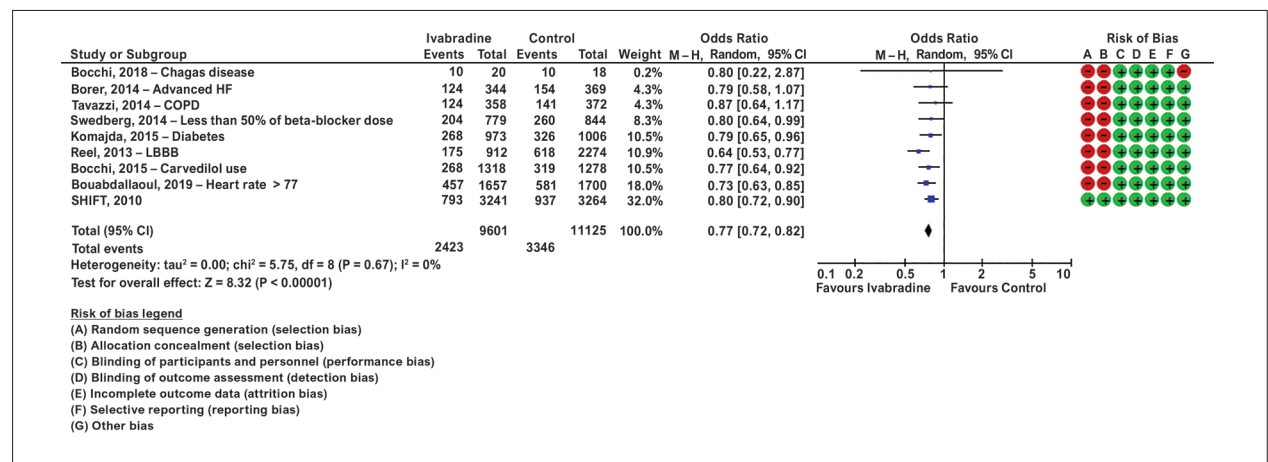 Ivabradine Control Odds Ratio Odds Ratio Risk of Bias
Study or Subgroup Events Total Events Total Weight M – H, Random, 95% CI M – H, Random, 95% CI A B C D E F G
Bocchi, 2018 – Chagas disease 10 20 10 18 0.2% 0.80 [0.22, 2.87] - - + + + + -
Borer, 2014 – Advanced HF 124 344 154 369 4.3% 0.79 [0.58, 1.07] - - + + + + +
Tavazzi, 2014 – COPD 124 358 141 372 4.3% 0.87 [0.64, 1.17] - - + + + + +
Swedberg, 2014 – Less than 50% of beta-blocker dose 204 779 260 844 8.3% 0.80 [0.64, 0.99] - - + + + + +
Komajda, 2015 – Diabetes 268 973 326 1006 10.5% 0.79 [0.65, 0.96] - - + + + + +
Reel, 2013 – LBBB 175 912 618 2274 10.9% 0.64 [0.53, 0.77] - - + + + + +
Bocchi, 2015 – Carvedilol use 268 1318 319 1278 10.5% 0.77 [0.64, 0.92] - - + + + + +
Bouabdallaoul, 2019 – Heart rate > 77 457 1657 581 1700 18.0% 0.73 [0.63, 0.85] - - + + + + +
SHIFT, 2010 793 3241 937 3264 32.0% 0.80 [0.72, 0.90] + + + + + + +
Total (95% CI) 9601 11125 100.0% 0.77 [0.72, 0.82]
Total events 2423 3346
Heterogeneity: tau² = 0.00; chi² = 5.75, df = 8 (P = 0.67); I² = 0%
Test for overall effect: Z = 8.32 (P < 0.00001)
0.1 0.2 0.5 1 2 5 10
Favours Ivabradine Favours Control
Risk of bias legend
(A) Random sequence generation (selection bias)
(B) Allocation concealment (selection bias)
(C) Blinding of participants and personnel (performance bias)
(D) Blinding of outcome assessment (detection bias)
(E) Incomplete outcome data (attrition bias)
(F) Selective reporting (reporting bias)
(G) Other bias